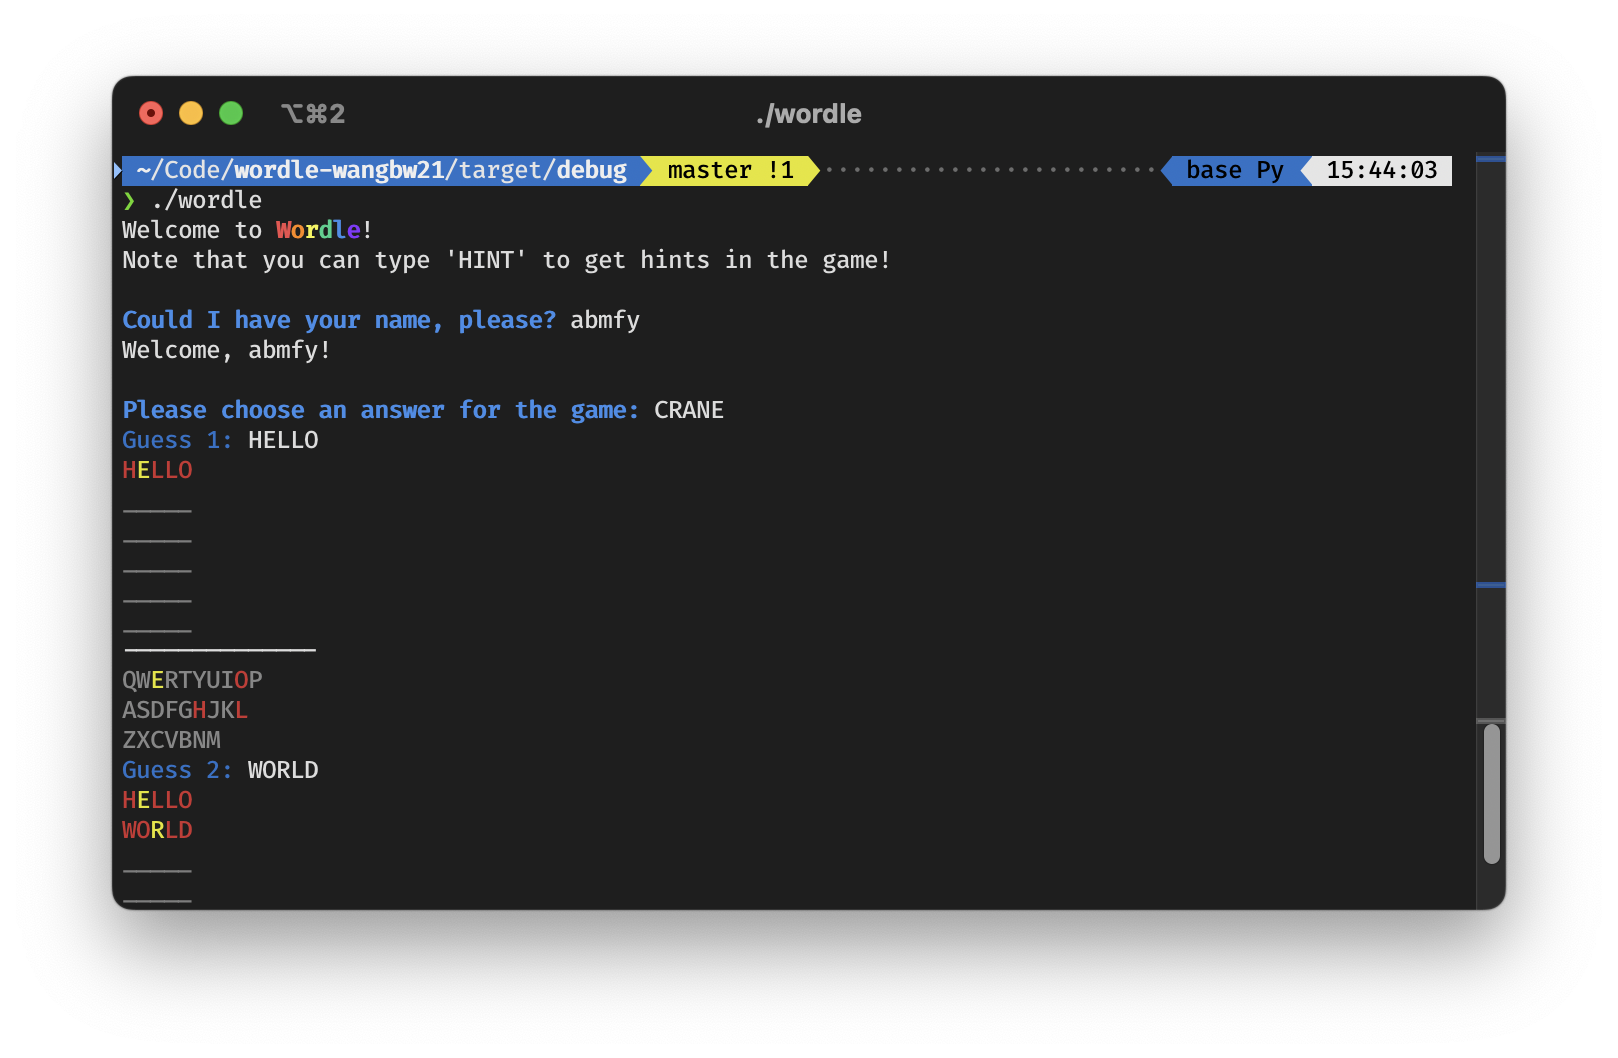 ⌥⌘2 ./wordle
~/Code/wordle-wangbw21/target/debug master !1 ························ base Py 15:44:03
❯ ./wordle
Welcome to Wordle!
Note that you can type 'HINT' to get hints in the game!
Could I have your name, please? abmfy
Welcome, abmfy!
Please choose an answer for the game: CRANE
Guess 1: HELLO
HELLO
_____
_____
_____
_____
_____
--------------
QWERTYUIOP
ASDFGHJKL
ZXCVBNM
Guess 2: WORLD
HELLO
WORLD
_____
_____